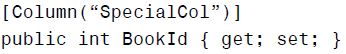 [Column(“SpecialCol”)]
public int BookId { get; set; }